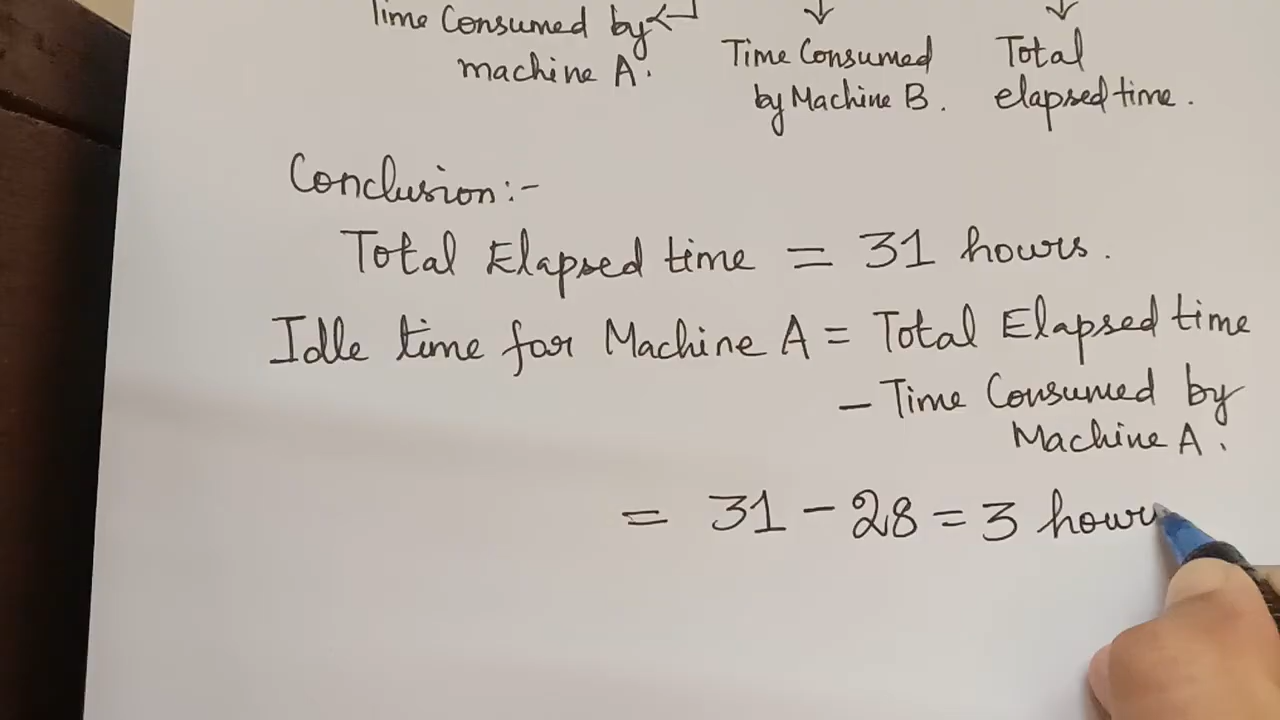 Time Consumed by
machine A.
Time Consumed
by Machine B.
Total
elapsed time.
Conclusion:-
Total Elapsed time = 31 hours.
Idle time for Machine A = Total Elapsed time
- Time Consumed by
Machine A.
= 31 - 28 = 3 hours